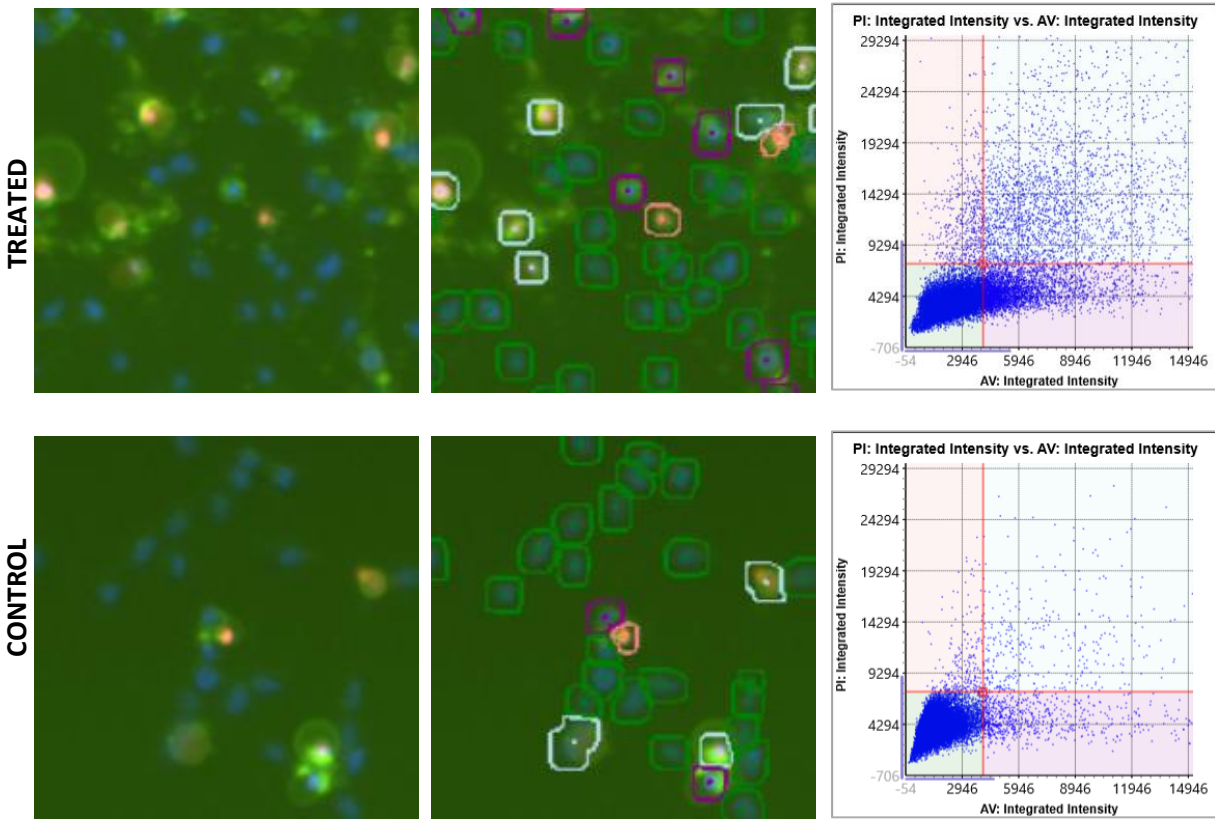 TREATED
PI: Integrated Intensity vs. AV: Integrated Intensity
PI: Integrated Intensity
29294
24294
19294
14294
9294
4294
-706
-54 2946 5946 8946 11946 14946
AV: Integrated Intensity
CONTROL
PI: Integrated Intensity vs. AV: Integrated Intensity
PI: Integrated Intensity
29294
24294
19294
14294
9294
4294
-706
-54 2946 5946 8946 11946 14946
AV: Integrated Intensity